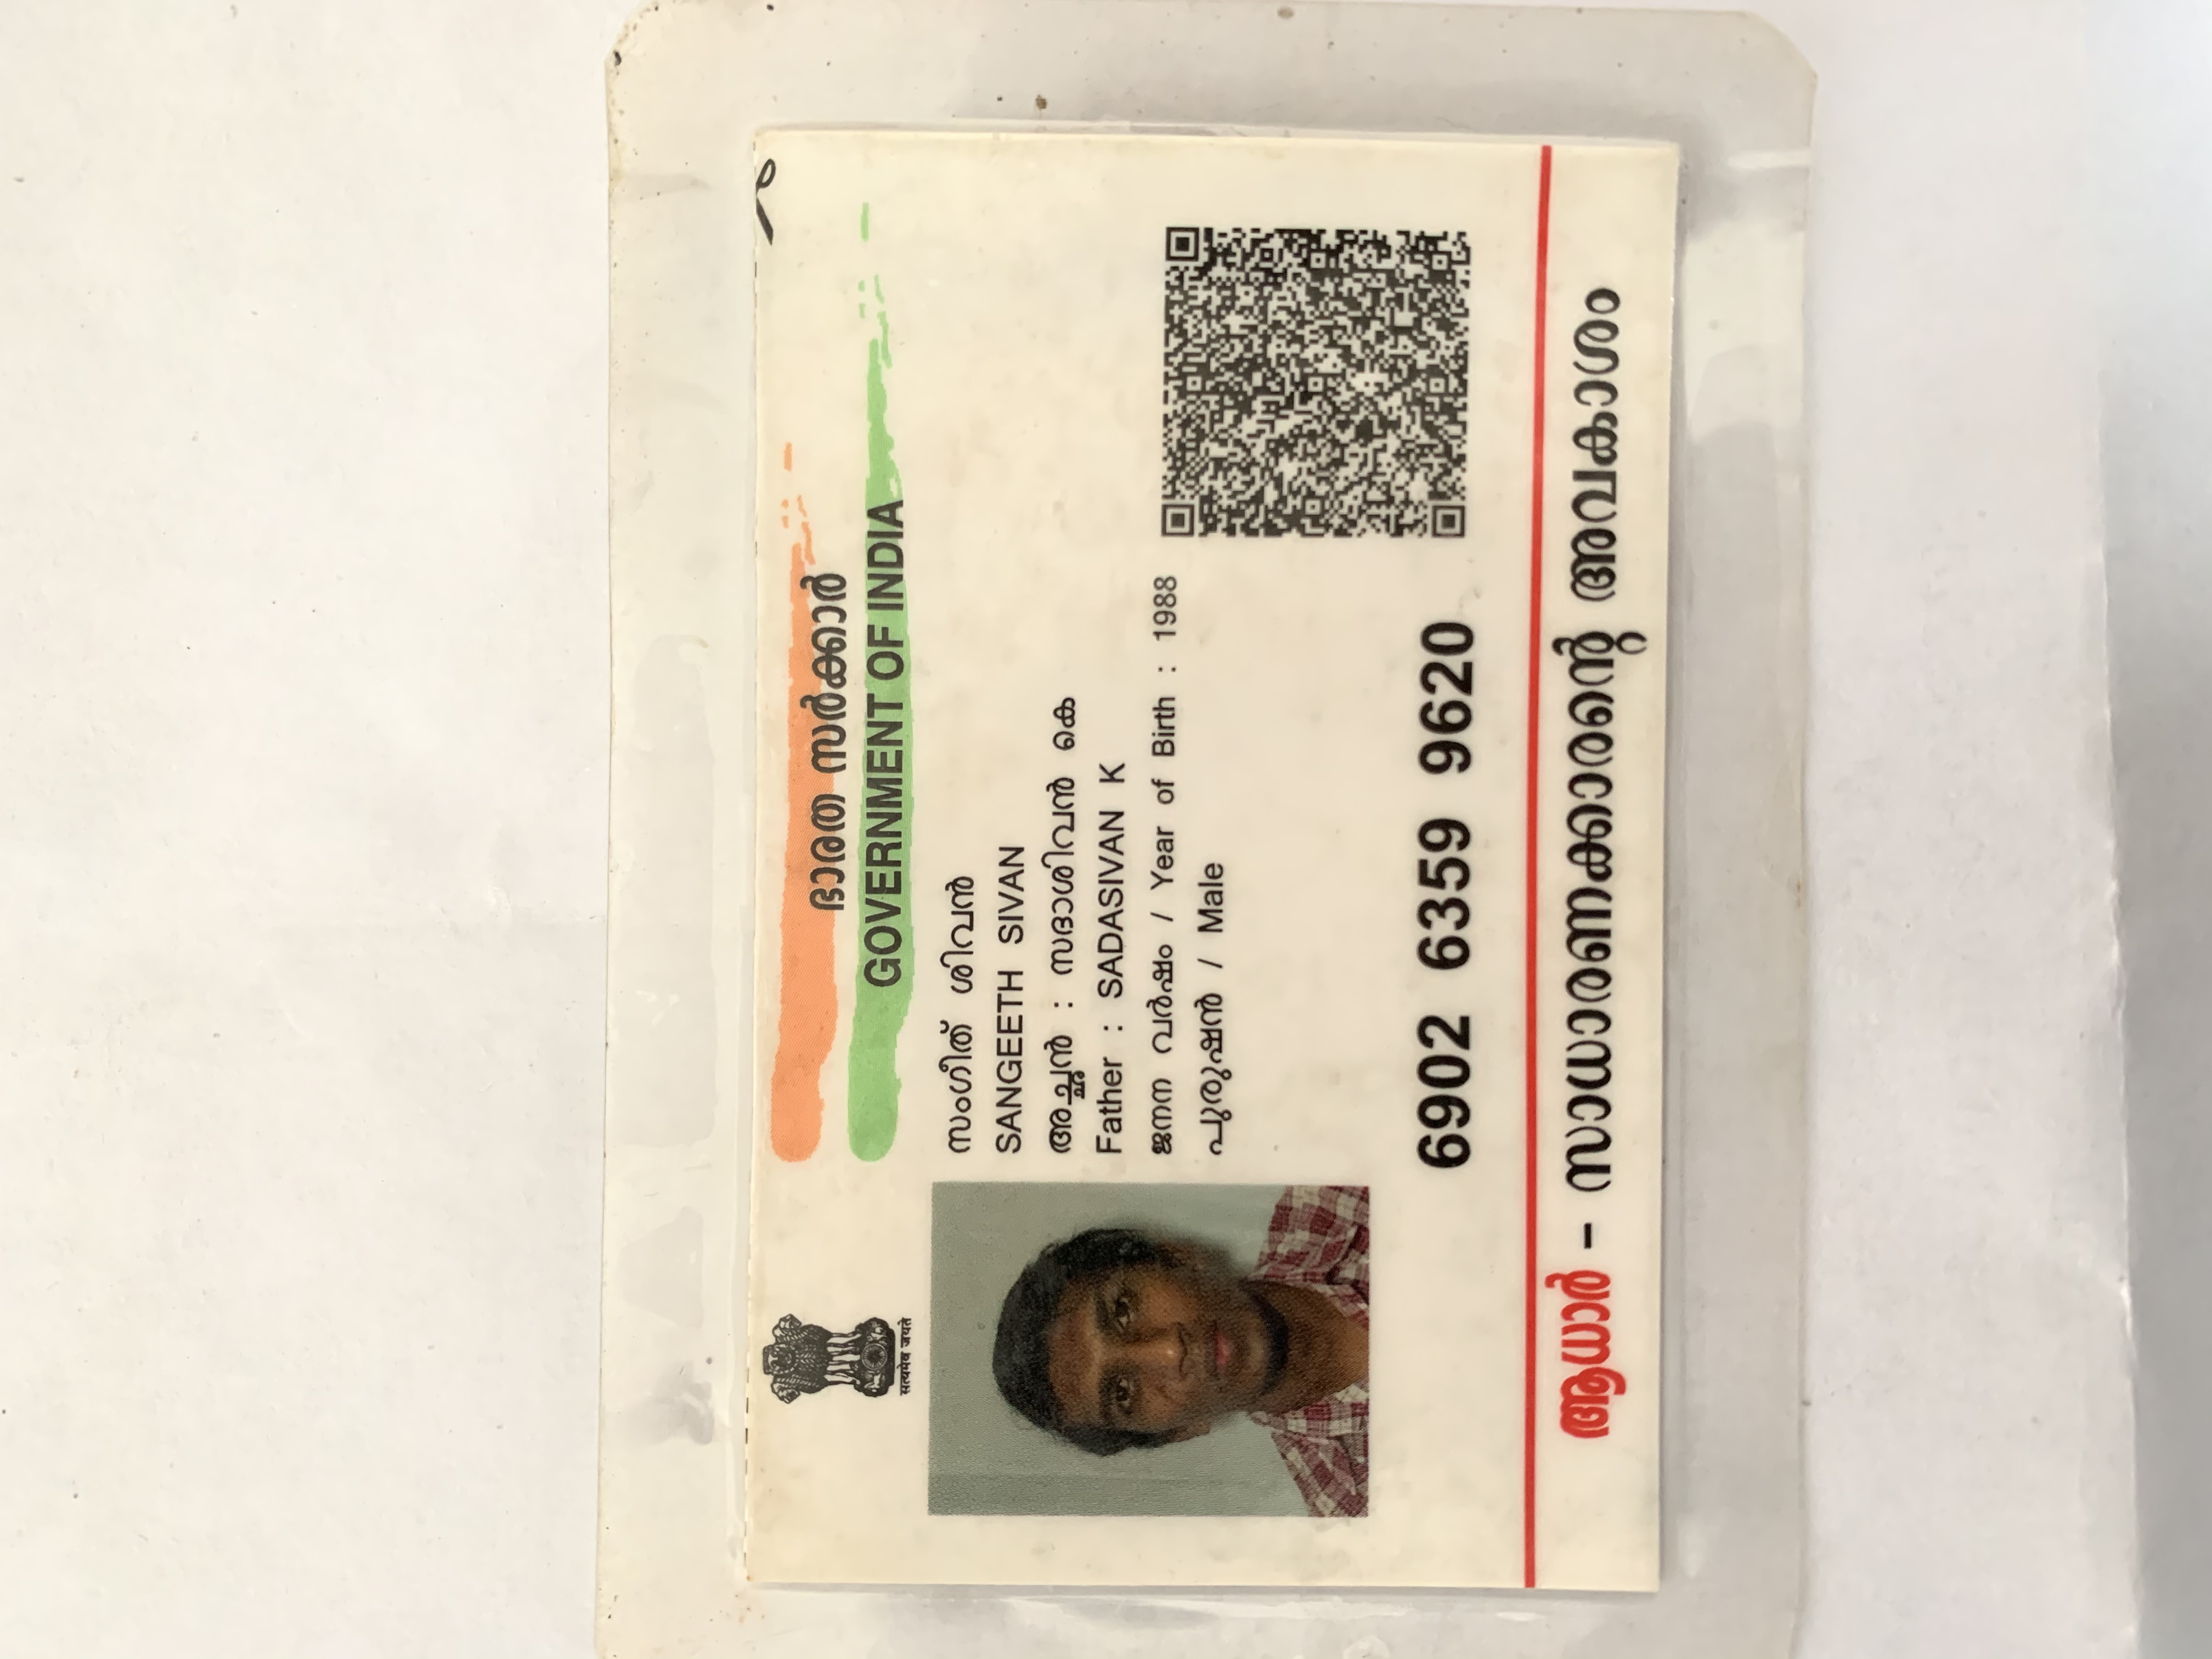 ഭാരത സർക്കാർ
GOVERNMENT OF INDIA
सत्यमेव जयते
സംഗീത് ശിവൻ
SANGEETH SIVAN
അച്ഛൻ : സദാശിവൻ കെ
Father : SADASIVAN K
ജനന വർഷം / Year of Birth : 1988
പുരുഷൻ / Male
6902 6359 9620
ആധാർ - സാധാരണക്കാരന്റെ അവകാശം